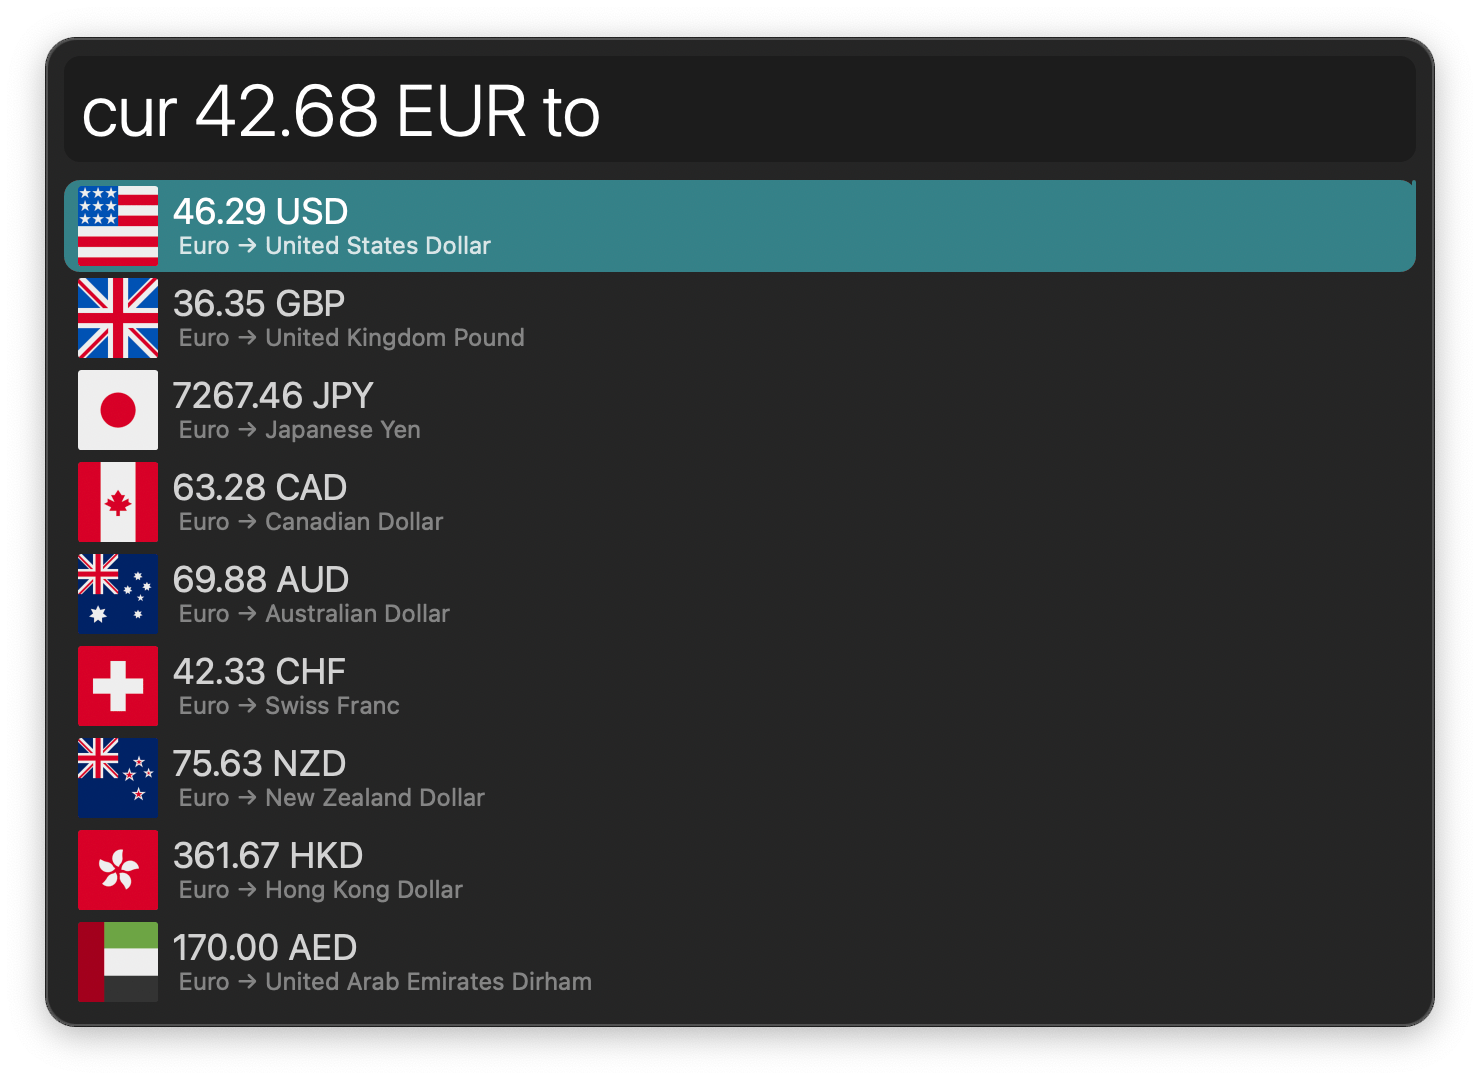 cur 42.68 EUR to
46.29 USD
Euro → United States Dollar
36.35 GBP
Euro → United Kingdom Pound
7267.46 JPY
Euro → Japanese Yen
63.28 CAD
Euro → Canadian Dollar
69.88 AUD
Euro → Australian Dollar
42.33 CHF
Euro → Swiss Franc
75.63 NZD
Euro → New Zealand Dollar
361.67 HKD
Euro → Hong Kong Dollar
170.00 AED
Euro → United Arab Emirates Dirham